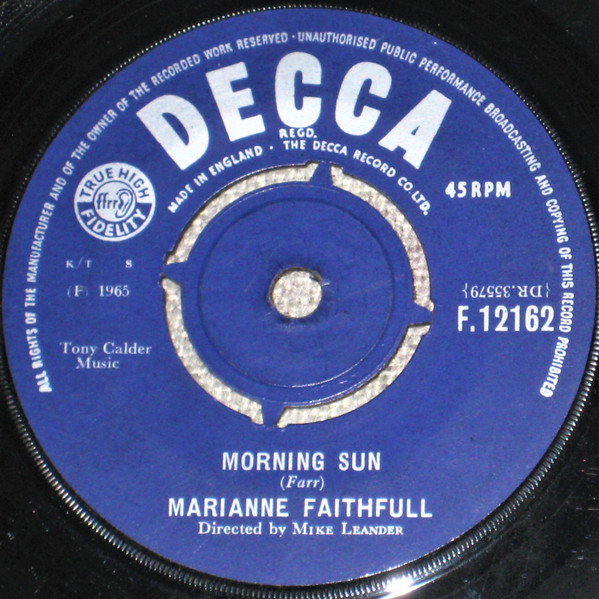 ALL RIGHTS OF THE MANUFACTURER AND OF THE OWNER OF THE RECORDED WORK RESERVED · UNAUTHORISED PUBLIC PERFORMANCE BROADCASTING AND COPYING OF THIS RECORD PROHIBITED
DECCA
REGD.
MADE IN ENGLAND · THE DECCA RECORD CO. LTD.
TRUE HIGH
ffrr
FIDELITY
45 RPM
K/T S
(F) 1965
{DR.35579}
F.12162
Tony Calder
Music
MORNING SUN
(Farr)
MARIANNE FAITHFULL
Directed by MIKE LEANDER